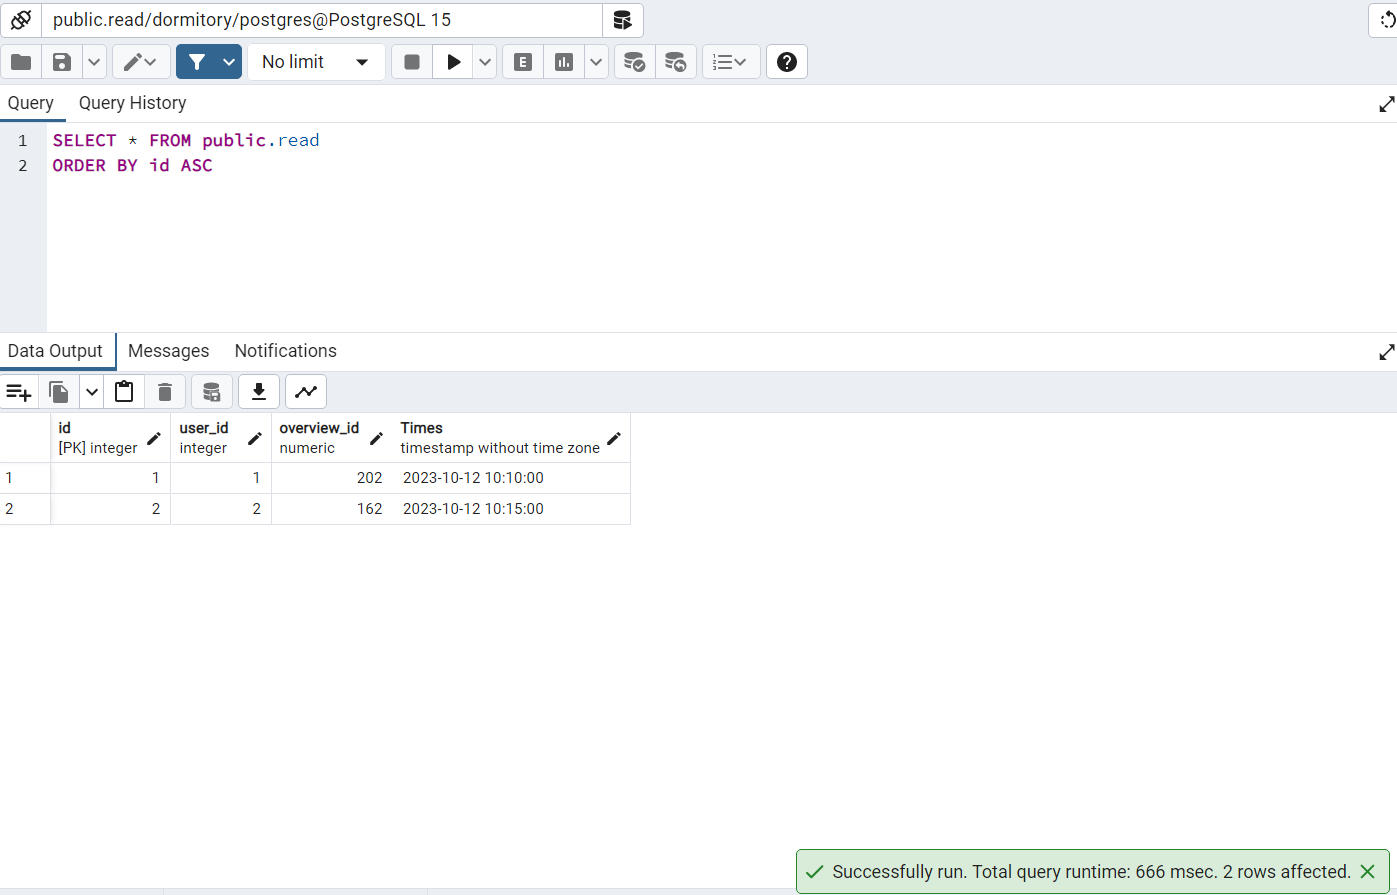 public.read/dormitory/postgres@PostgreSQL 15
No limit
E
Query Query History
1 SELECT * FROM public.read
2 ORDER BY id ASC
Data Output Messages Notifications
id user_id overview_id Times
[PK] integer integer numeric timestamp without time zone
1 1 1 202 2023-10-12 10:10:00
2 2 2 162 2023-10-12 10:15:00
Successfully run. Total query runtime: 666 msec. 2 rows affected.